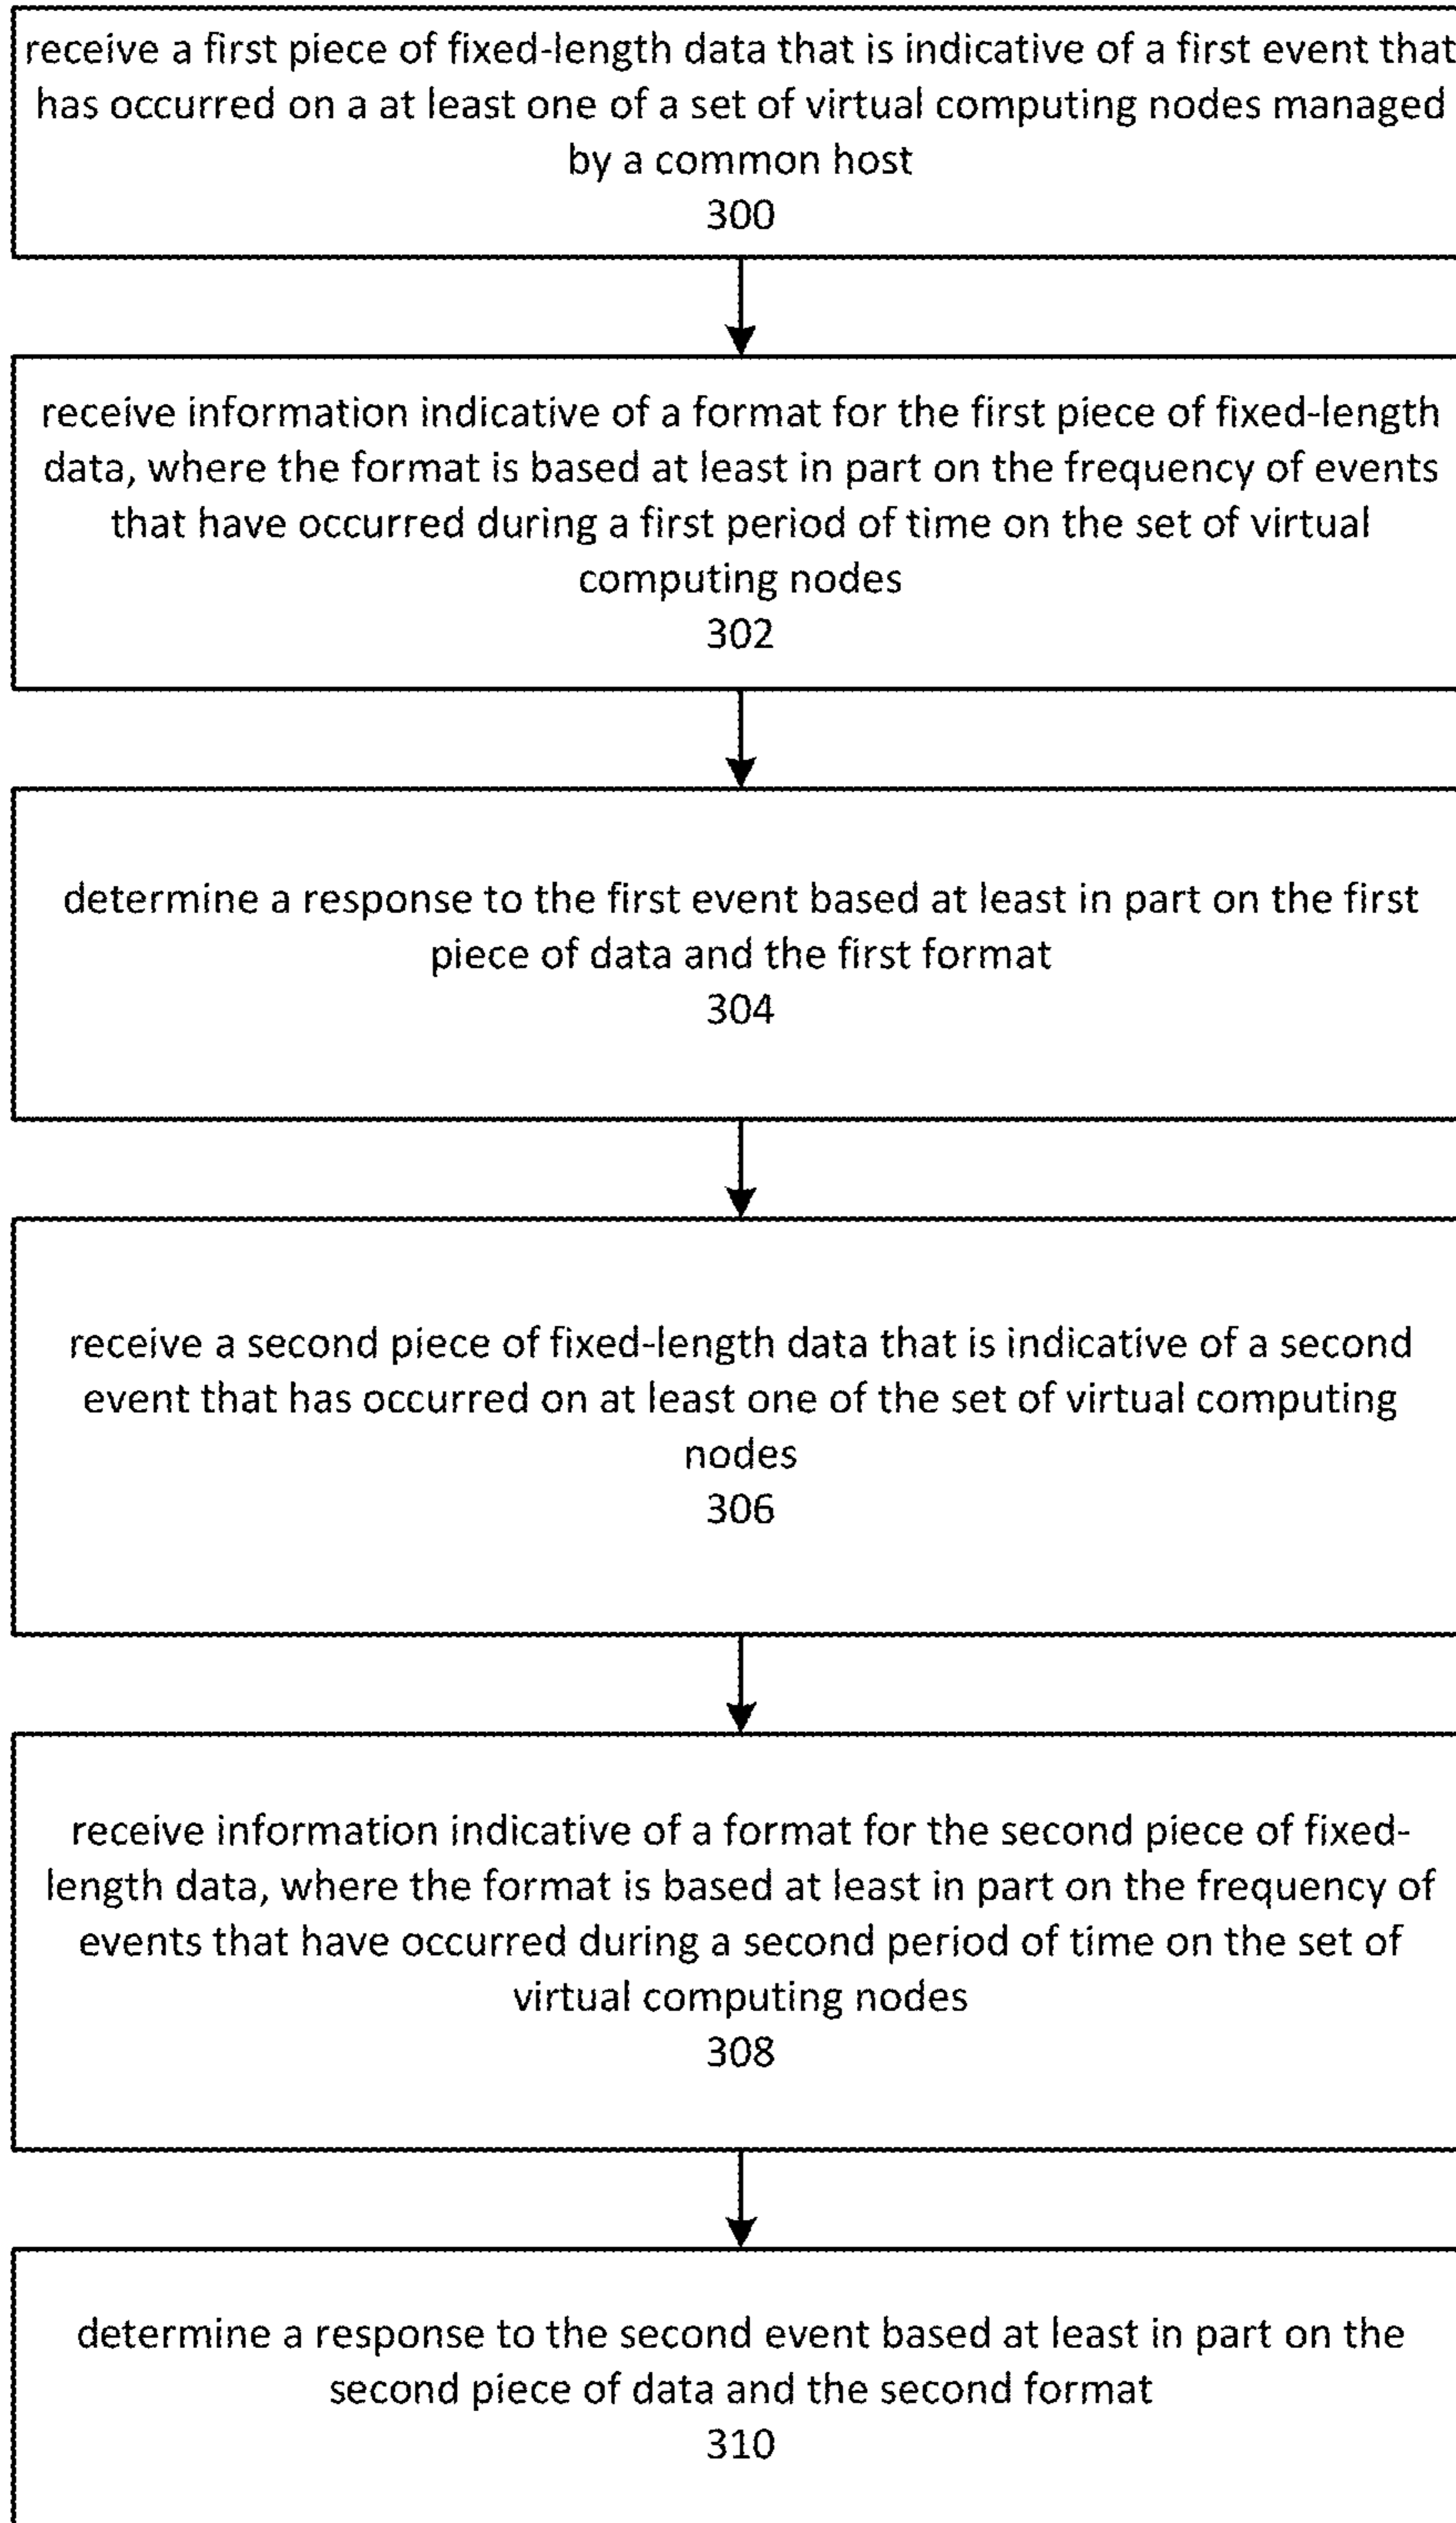 receive a first piece of fixed-length data that is indicative of a first event that
has occurred on a at least one of a set of virtual computing nodes managed
by a common host
300
receive information indicative of a format for the first piece of fixed-length
data, where the format is based at least in part on the frequency of events
that have occurred during a first period of time on the set of virtual
computing nodes
302
determine a response to the first event based at least in part on the first
piece of data and the first format
304
receive a second piece of fixed-length data that is indicative of a second
event that has occurred on at least one of the set of virtual computing
nodes
306
receive information indicative of a format for the second piece of fixed-
length data, where the format is based at least in part on the frequency of
events that have occurred during a second period of time on the set of
virtual computing nodes
308
determine a response to the second event based at least in part on the
second piece of data and the second format
310